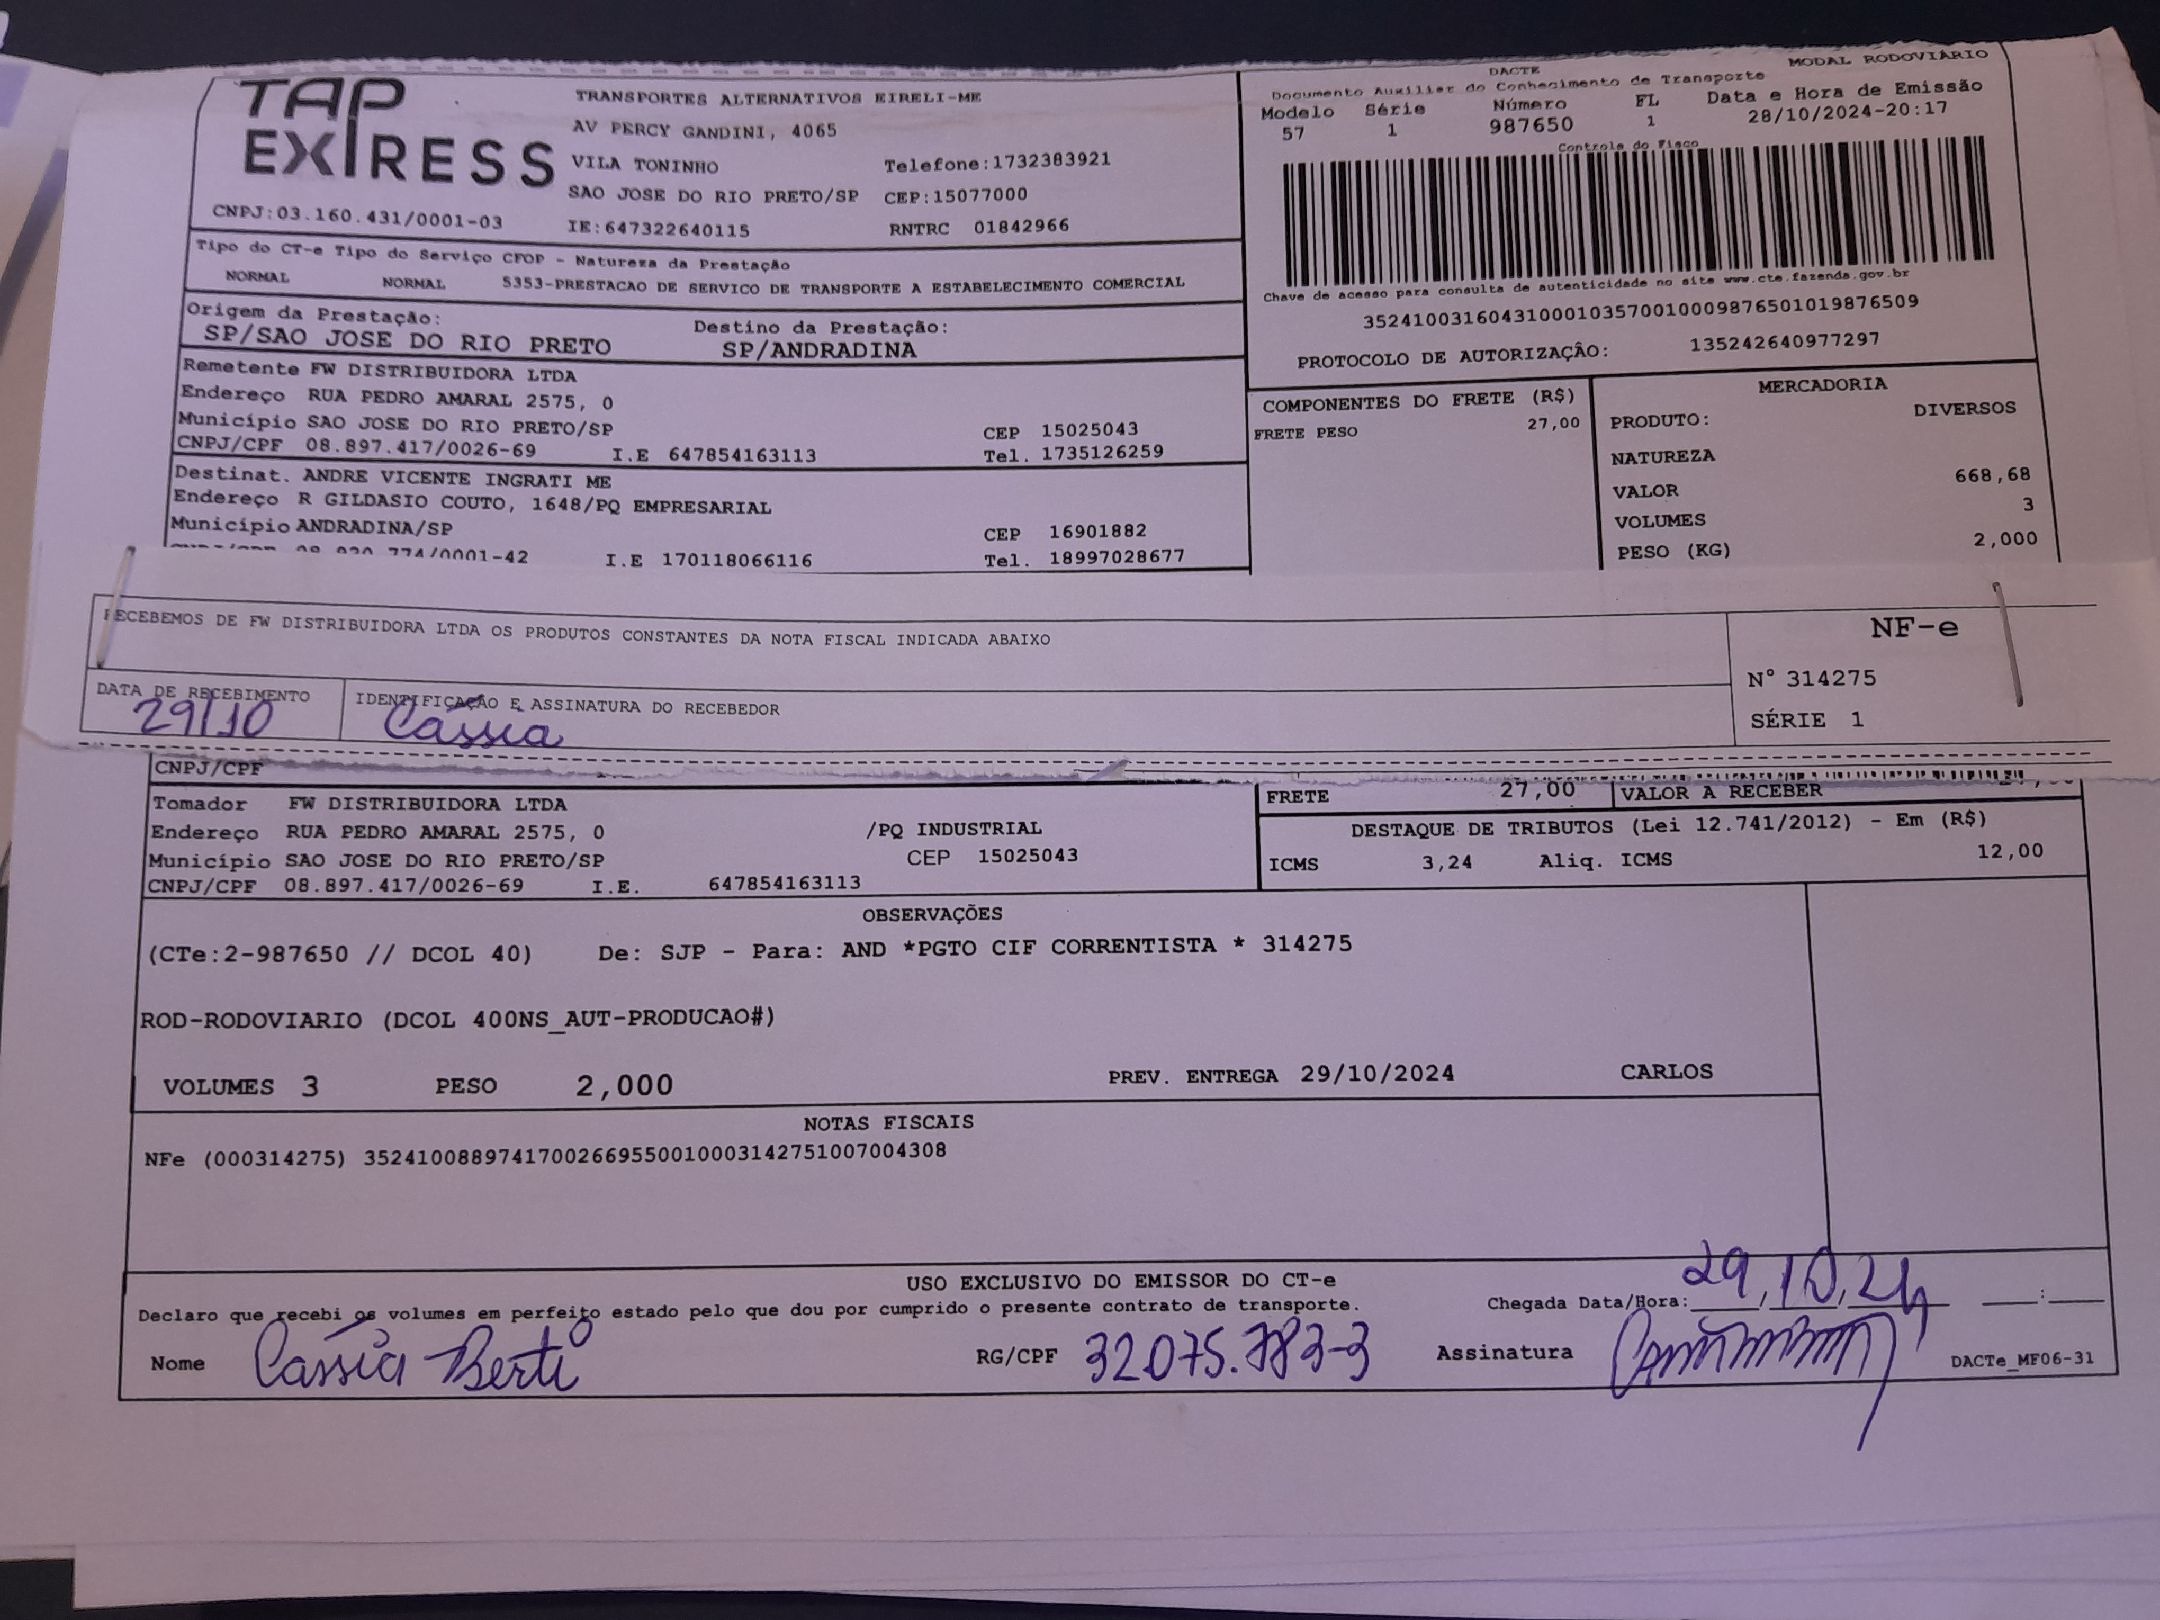 TAP EXPRESS
TRANSPORTES ALTERNATIVOS EIRELI-ME
AV PERCY GANDINI, 4065
VILA TONINHO Telefone:1732383921
SAO JOSE DO RIO PRETO/SP CEP:15077000
CNPJ:03.160.431/0001-03 IE:647322640115 RNTRC 01842966
DACTE MODAL RODOVIÁRIO
Documento Auxiliar do Conhecimento de Transporte
Modelo Série Número FL Data e Hora de Emissão
57 1 987650 1 28/10/2024-20:17
Controle do Fisco
Chave de acesso para consulta de autenticidade no site www.cte.fazenda.gov.br
35241003160431000103570010009876501019876509
PROTOCOLO DE AUTORIZAÇÂO: 135242640977297
Tipo do CT-e Tipo do Serviço CFOP - Natureza da Prestação
NORMAL NORMAL 5353-PRESTACAO DE SERVICO DE TRANSPORTE A ESTABELECIMENTO COMERCIAL
Origem da Prestação: Destino da Prestação:
SP/SAO JOSE DO RIO PRETO SP/ANDRADINA
Remetente FW DISTRIBUIDORA LTDA
Endereço RUA PEDRO AMARAL 2575, 0
Município SAO JOSE DO RIO PRETO/SP CEP 15025043
CNPJ/CPF 08.897.417/0026-69 I.E 647854163113 Tel. 1735126259
Destinat. ANDRE VICENTE INGRATI ME
Endereço R GILDASIO COUTO, 1648/PQ EMPRESARIAL
Município ANDRADINA/SP CEP 16901882
774/0001-42 I.E 170118066116 Tel. 18997028677
COMPONENTES DO FRETE (R$)
FRETE PESO 27,00
MERCADORIA
PRODUTO: DIVERSOS
NATUREZA
VALOR 668,68
VOLUMES 3
PESO (KG) 2,000
RECEBEMOS DE FW DISTRIBUIDORA LTDA OS PRODUTOS CONSTANTES DA NOTA FISCAL INDICADA ABAIXO
NF-e
N° 314275
SÉRIE 1
DATA DE RECEBIMENTO IDENTIFICAÇÃO E ASSINATURA DO RECEBEDOR
29/10 Cássia
CNPJ/CPF
Tomador FW DISTRIBUIDORA LTDA
Endereço RUA PEDRO AMARAL 2575, 0 /PQ INDUSTRIAL
Município SAO JOSE DO RIO PRETO/SP CEP 15025043
CNPJ/CPF 08.897.417/0026-69 I.E. 647854163113
FRETE 27,00 VALOR A RECEBER
DESTAQUE DE TRIBUTOS (Lei 12.741/2012) - Em (R$)
ICMS 3,24 Aliq. ICMS 12,00
OBSERVAÇÕES
(CTe:2-987650 // DCOL 40) De: SJP - Para: AND *PGTO CIF CORRENTISTA * 314275
ROD-RODOVIARIO (DCOL 400NS_AUT-PRODUCAO#)
VOLUMES 3 PESO 2,000 PREV. ENTREGA 29/10/2024 CARLOS
NOTAS FISCAIS
NFe (000314275) 35241008897417002669550010003142751007004308
USO EXCLUSIVO DO EMISSOR DO CT-e
Declaro que recebi os volumes em perfeito estado pelo que dou por cumprido o presente contrato de transporte. Chegada Data/Hora: 29/10/24 __:__
Nome Cássia Berti RG/CPF 32075.783-3 Assinatura
DACTe_MF06-31